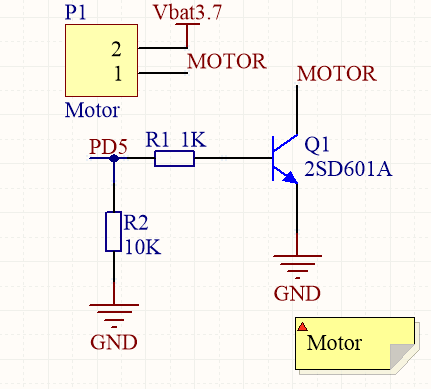 P1
Vbat3.7
2
1
MOTOR
Motor
MOTOR
PD5
R1 1K
Q1
2SD601A
R2
10K
GND
GND
Motor